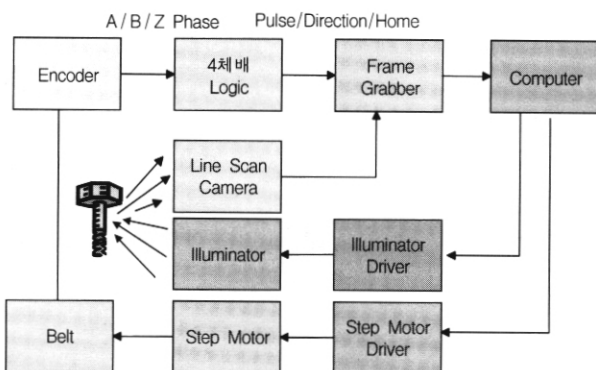 A / B / Z Phase
Pulse/Direction/Home
Encoder
4체배
Logic
Frame
Grabber
Computer
Line Scan
Camera
Illuminator
Illuminator
Driver
Belt
Step Motor
Step Motor
Driver